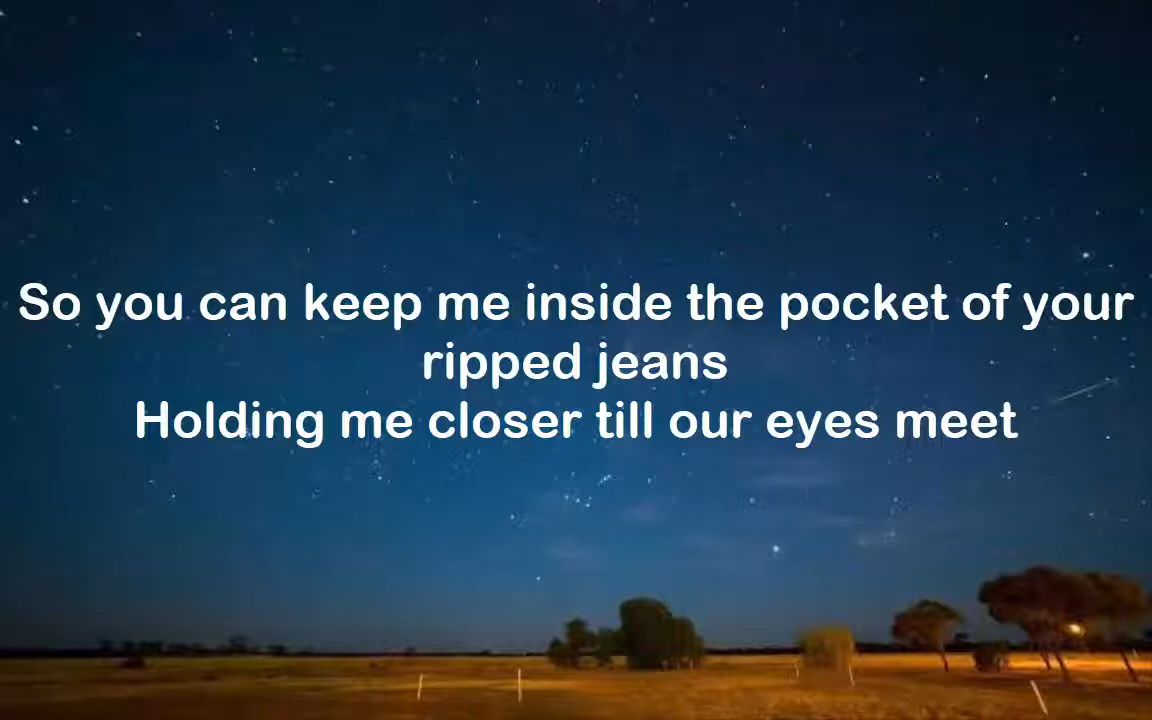 So you can keep me inside the pocket of your
ripped jeans
Holding me closer till our eyes meet